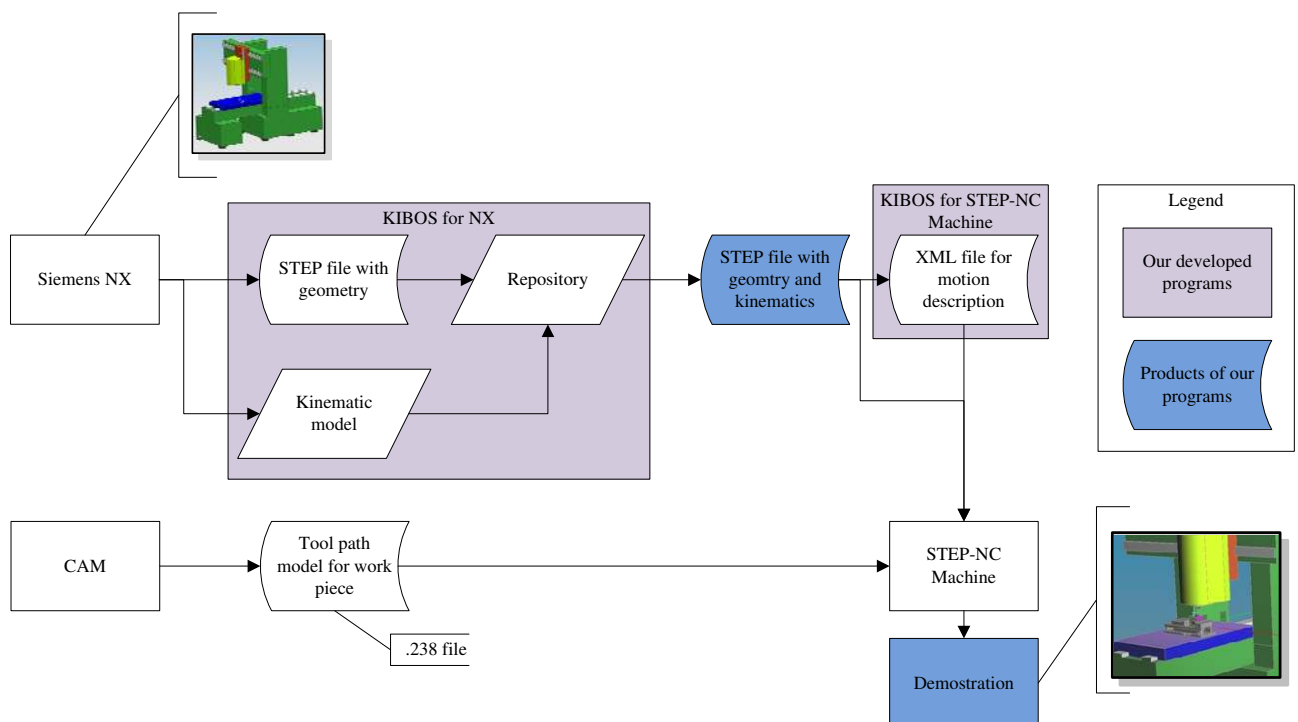 KIBOS for NX
KIBOS for STEP-NC
Machine
Legend
Siemens NX
STEP file with
geometry
Repository
STEP file with
geomtry and
kinematics
XML file for
motion
description
Our developed
programs
Kinematic
model
Products of our
programs
CAM
Tool path
model for work
piece
STEP-NC
Machine
.238 file
Demostration